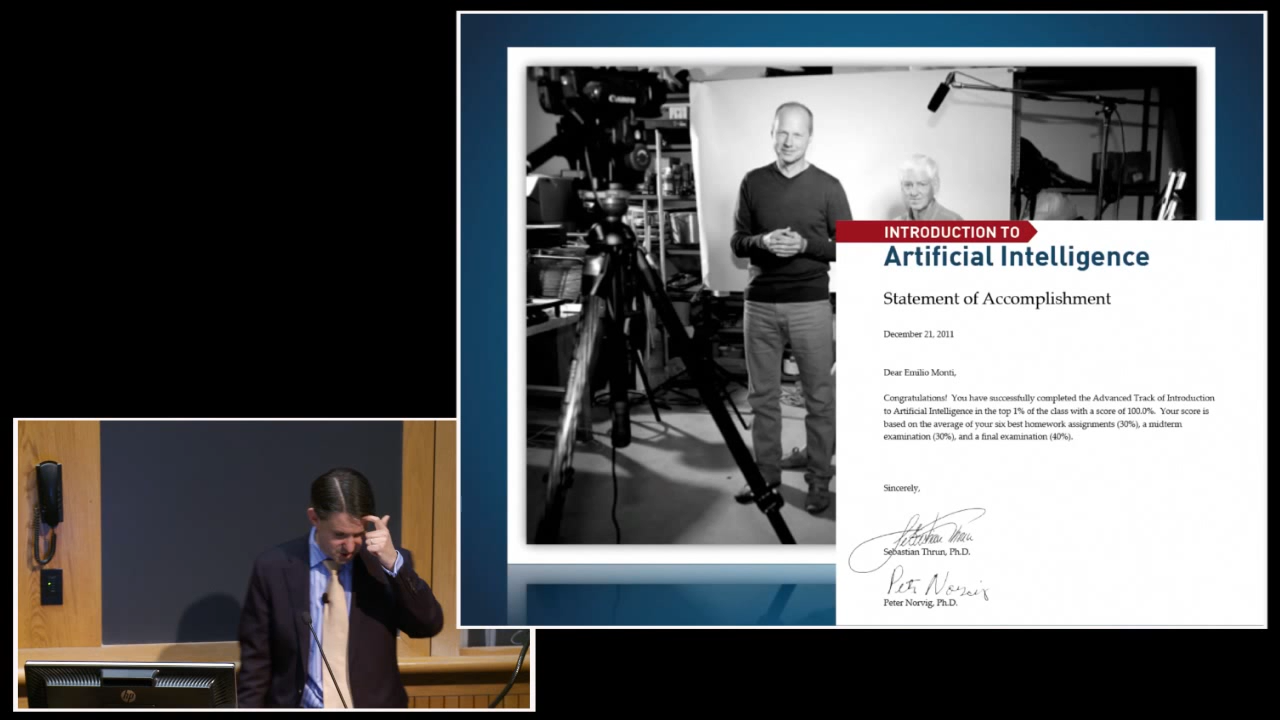 Canon
INTRODUCTION TO
Artificial Intelligence
Statement of Accomplishment
December 21, 2011
Dear Emilio Monti,
Congratulations! You have successfully completed the Advanced Track of Introduction
to Artificial Intelligence in the top 1% of the class with a score of 100.0%. Your score is
based on the average of your six best homework assignments (30%), a midterm
examination (30%), and a final examination (40%).
Sincerely,
Sebastian Thrun
Sebastian Thrun, Ph.D.
Peter Norvig
Peter Norvig, Ph.D.
hp